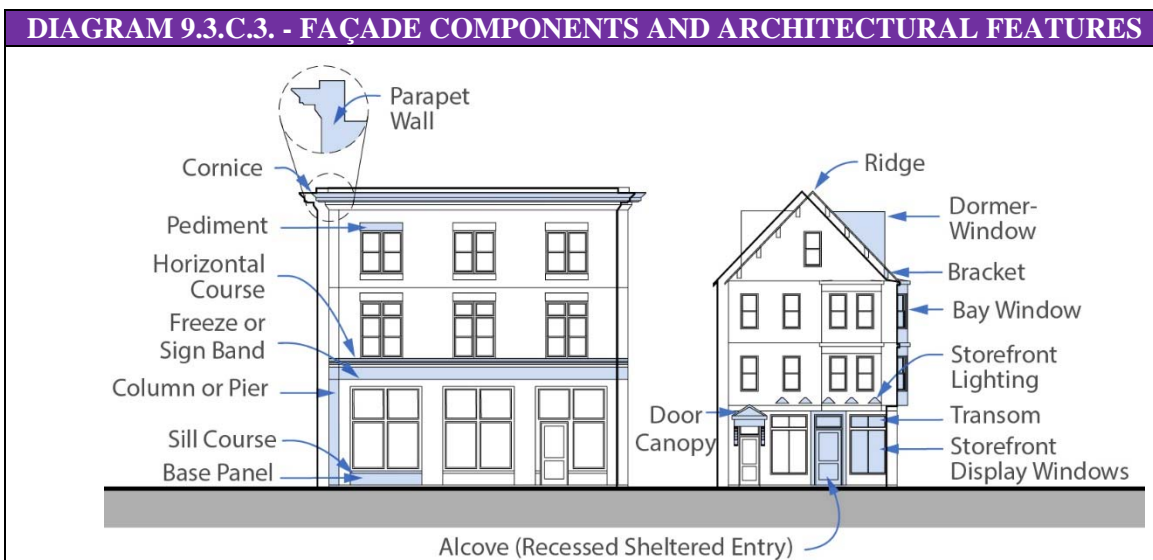 DIAGRAM 9.3.C.3. - FAÇADE COMPONENTS AND ARCHITECTURAL FEATURES
Parapet
Wall
Cornice
Pediment
Horizontal
Course
Freeze or
Sign Band
Column or Pier
Sill Course
Base Panel
Ridge
Dormer-
Window
Bracket
Bay Window
Storefront
Lighting
Door
Canopy
Transom
Storefront
Display Windows
Alcove (Recessed Sheltered Entry)